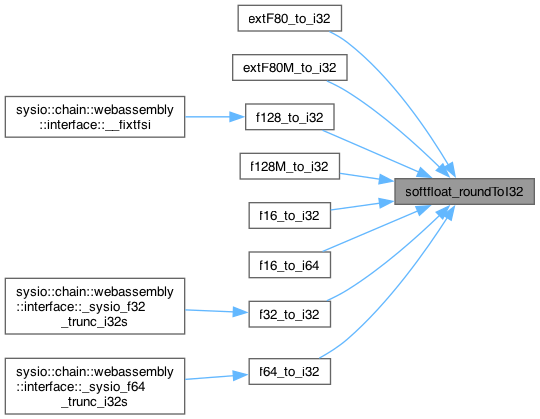 extF80_to_i32
extF80M_to_i32
sysio::chain::webassembly
::interface::__fixtfsi
f128_to_i32
f128M_to_i32
softfloat_roundToI32
f16_to_i32
f16_to_i64
sysio::chain::webassembly
::interface::_sysio_f32
_trunc_i32s
f32_to_i32
sysio::chain::webassembly
::interface::_sysio_f64
_trunc_i32s
f64_to_i32